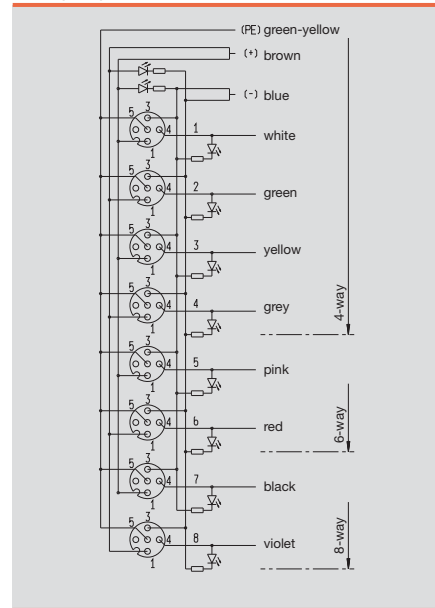 (PE) green-yellow
(+) brown
(-) blue
3
5 4 1 white
1
3
5 4 2 green
1
3
5 4 3 yellow
1
3
5 4 4 grey
1
4-way
3
5 4 5 pink
1
3
5 4 6 red
1
6-way
3
5 4 7 black
1
3
5 4 8 violet
1
8-way